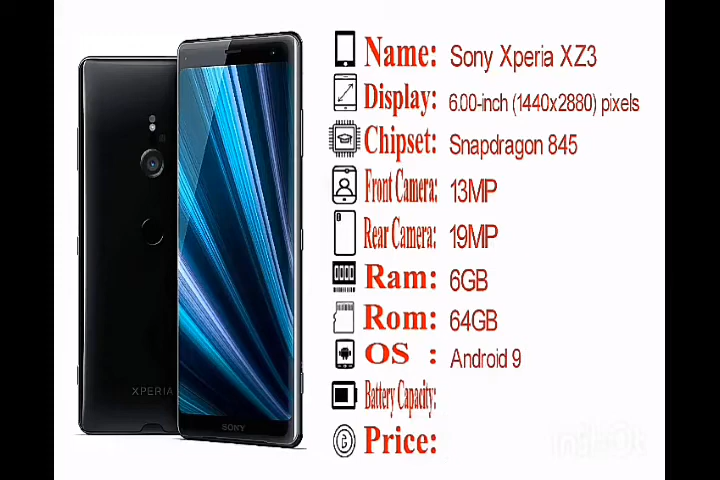 Name: Sony Xperia XZ3
Display: 6.00-inch (1440x2880) pixels
Chipset: Snapdragon 845
Front Camera: 13MP
Rear Camera: 19MP
Ram: 6GB
Rom: 64GB
OS : Android 9
Battery Capacity:
Price:
XPERIA
SONY